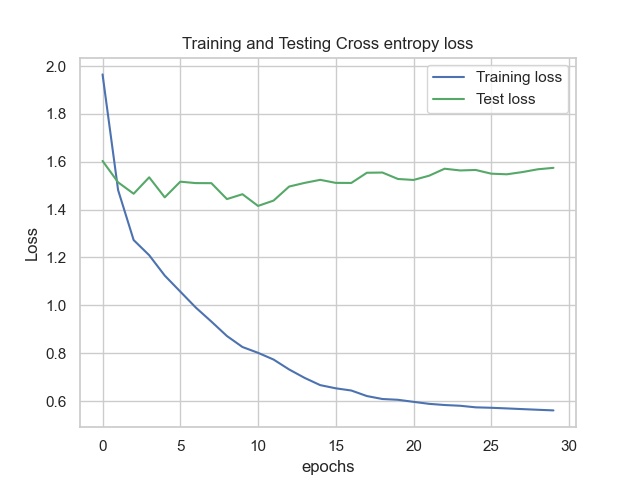 Training and Testing Cross entropy loss
Training loss
Test loss
2.0
1.8
1.6
1.4
1.2
1.0
0.8
0.6
Loss
0 5 10 15 20 25 30
epochs